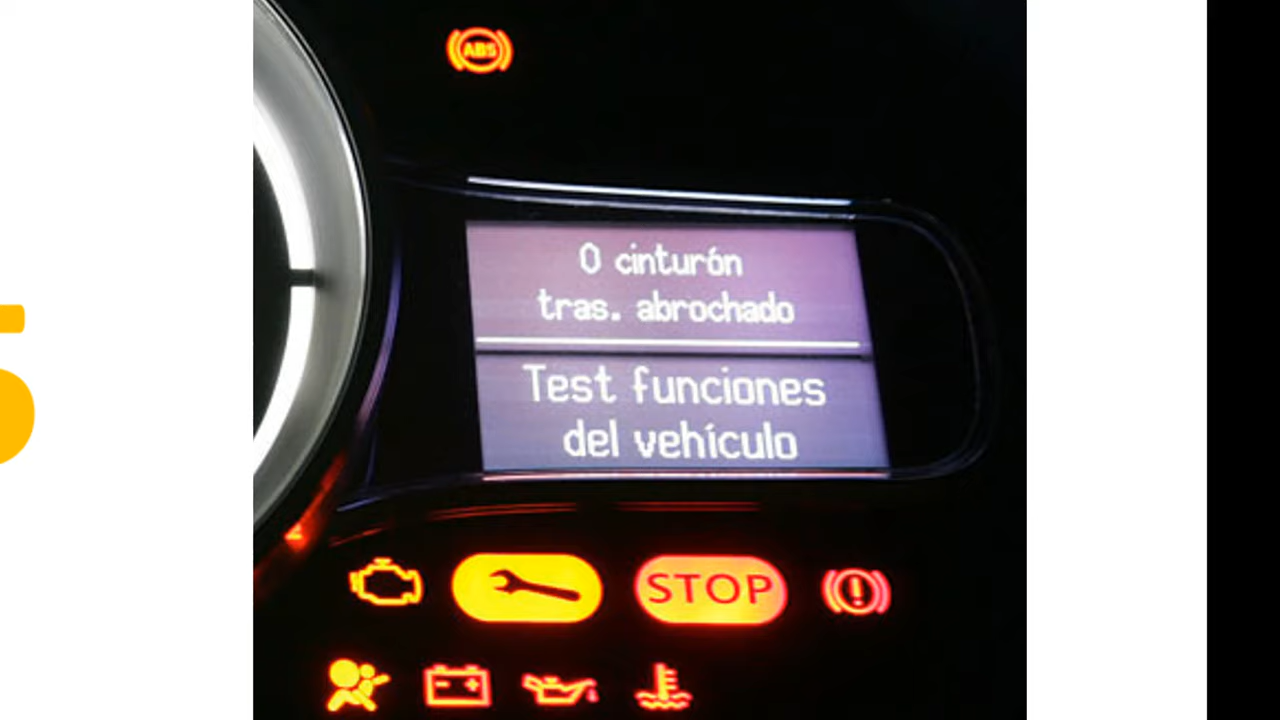 ABS
0 cinturón
tras. abrochado
Test funciones
del vehículo
STOP